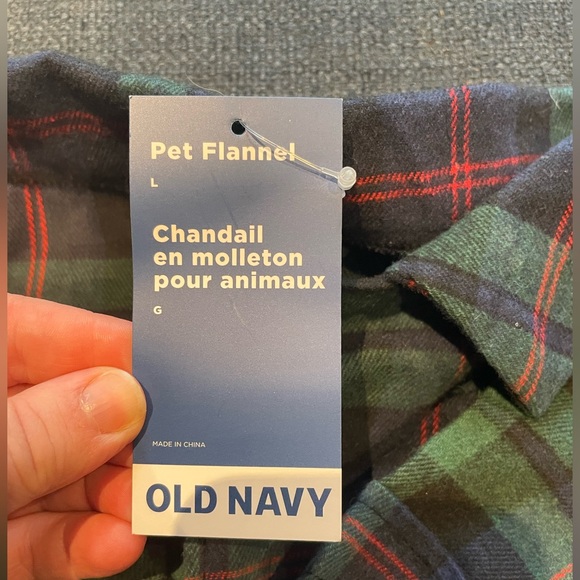 Pet Flannel
L
Chandail
en molleton
pour animaux
G
MADE IN CHINA
OLD NAVY